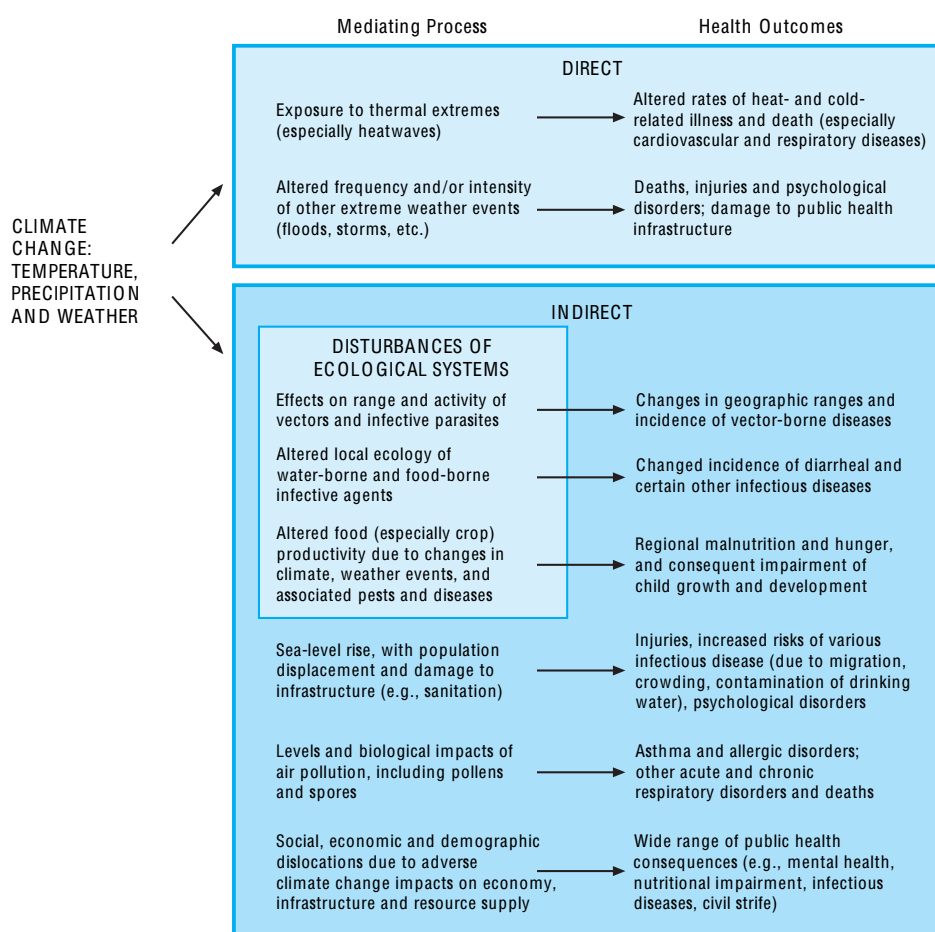 Mediating Process
Health Outcomes
DIRECT
Exposure to thermal extremes
(especially heatwaves)
Altered rates of heat- and cold-
related illness and death (especially
cardiovascular and respiratory diseases)
Altered frequency and/or intensity
of other extreme weather events
(floods, storms, etc.)
Deaths, injuries and psychological
disorders; damage to public health
infrastructure
CLIMATE
CHANGE:
TEMPERATURE,
PRECIPITATION
AND WEATHER
INDIRECT
DISTURBANCES OF
ECOLOGICAL SYSTEMS
Effects on range and activity of
vectors and infective parasites
Changes in geographic ranges and
incidence of vector-borne diseases
Altered local ecology of
water-borne and food-borne
infective agents
Changed incidence of diarrheal and
certain other infectious diseases
Altered food (especially crop)
productivity due to changes in
climate, weather events, and
associated pests and diseases
Regional malnutrition and hunger,
and consequent impairment of
child growth and development
Sea-level rise, with population
displacement and damage to
infrastructure (e.g., sanitation)
Injuries, increased risks of various
infectious disease (due to migration,
crowding, contamination of drinking
water), psychological disorders
Levels and biological impacts of
air pollution, including pollens
and spores
Asthma and allergic disorders;
other acute and chronic
respiratory disorders and deaths
Social, economic and demographic
dislocations due to adverse
climate change impacts on economy,
infrastructure and resource supply
Wide range of public health
consequences (e.g., mental health,
nutritional impairment, infectious
diseases, civil strife)